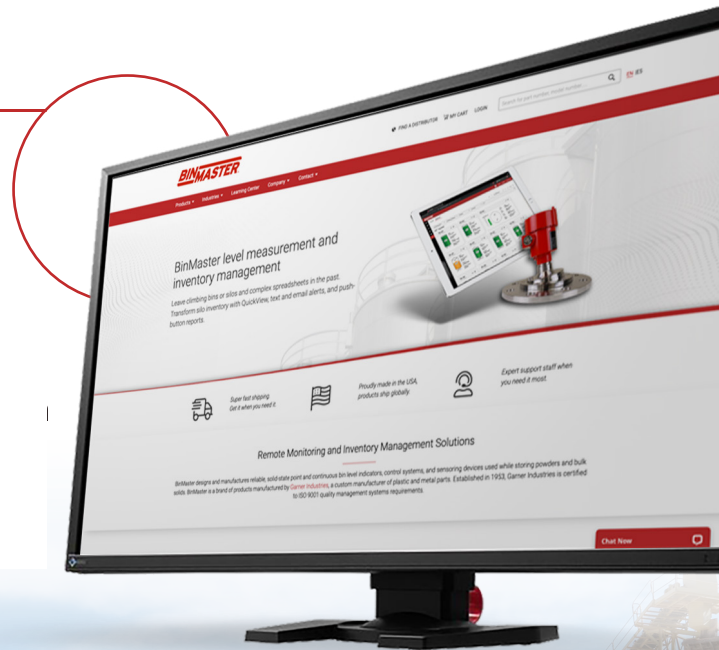 FIND A DISTRIBUTOR MY CART LOGIN
Search by part number, model number...
BINMASTER
Products Industries Learning Center Company Contact
BinMaster level measurement and
inventory management
Leave climbing bins or silos and complex spreadsheets in the past.
Transform silo inventory with QuickView, text and email alerts, and push-
button reports.
Super fast shipping.
Get it when you need it.
Proudly made in the USA,
products ship globally.
Expert support staff when
you need it most.
Remote Monitoring and Inventory Management Solutions
BinMaster designs and manufactures reliable, solid-state point and continuous bin level indicators, control systems, and sensoring devices used while storing powders and bulk
solids. BinMaster is a brand of products manufactured by Garner Industries, a custom manufacturer of plastic and metal parts. Established in 1953, Garner Industries is certified
to ISO 9001 quality management systems requirements.
Chat Now